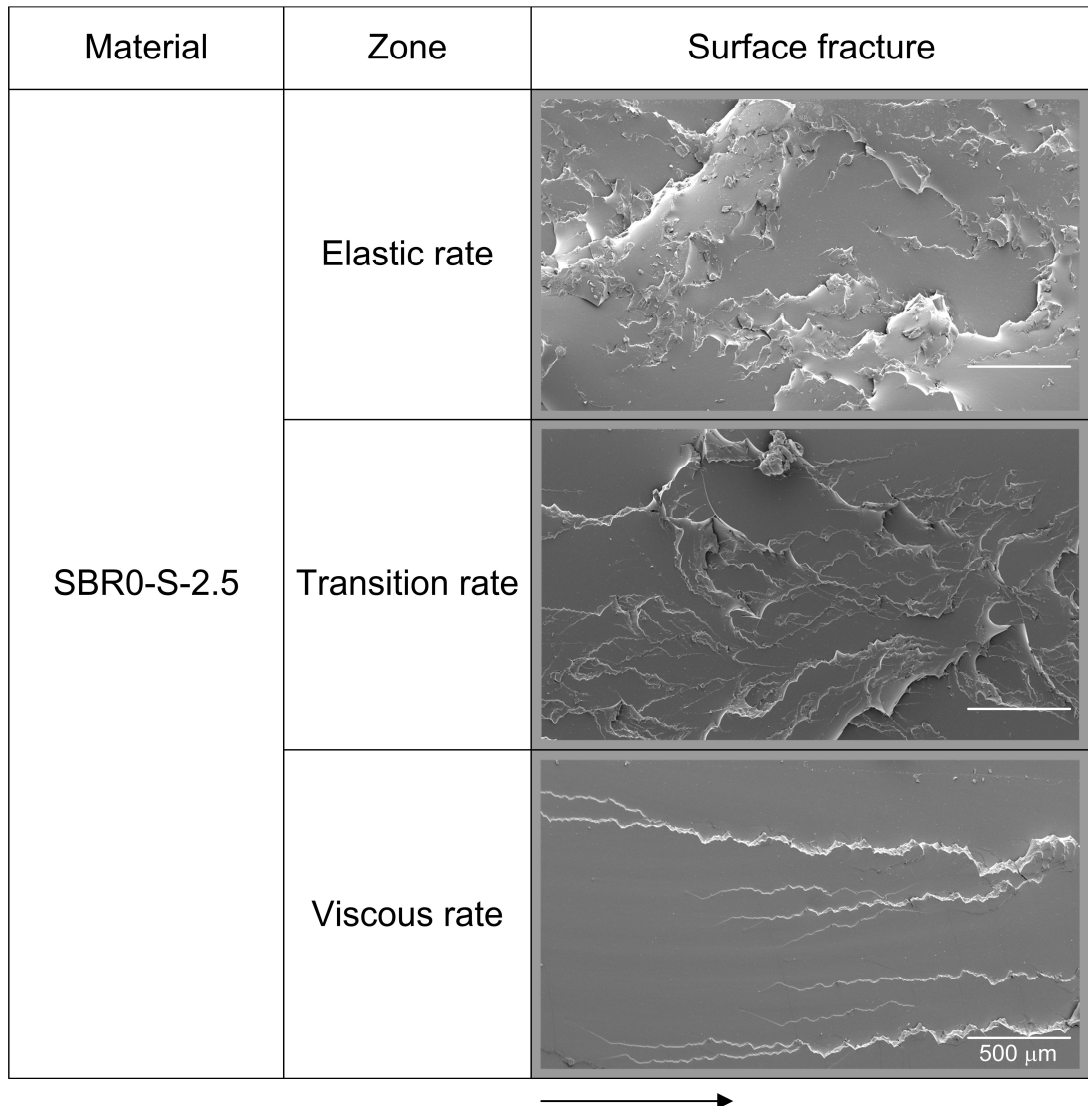 Material Zone Surface fracture
SBR0-S-2.5
Elastic rate
Transition rate
Viscous rate
500 μm